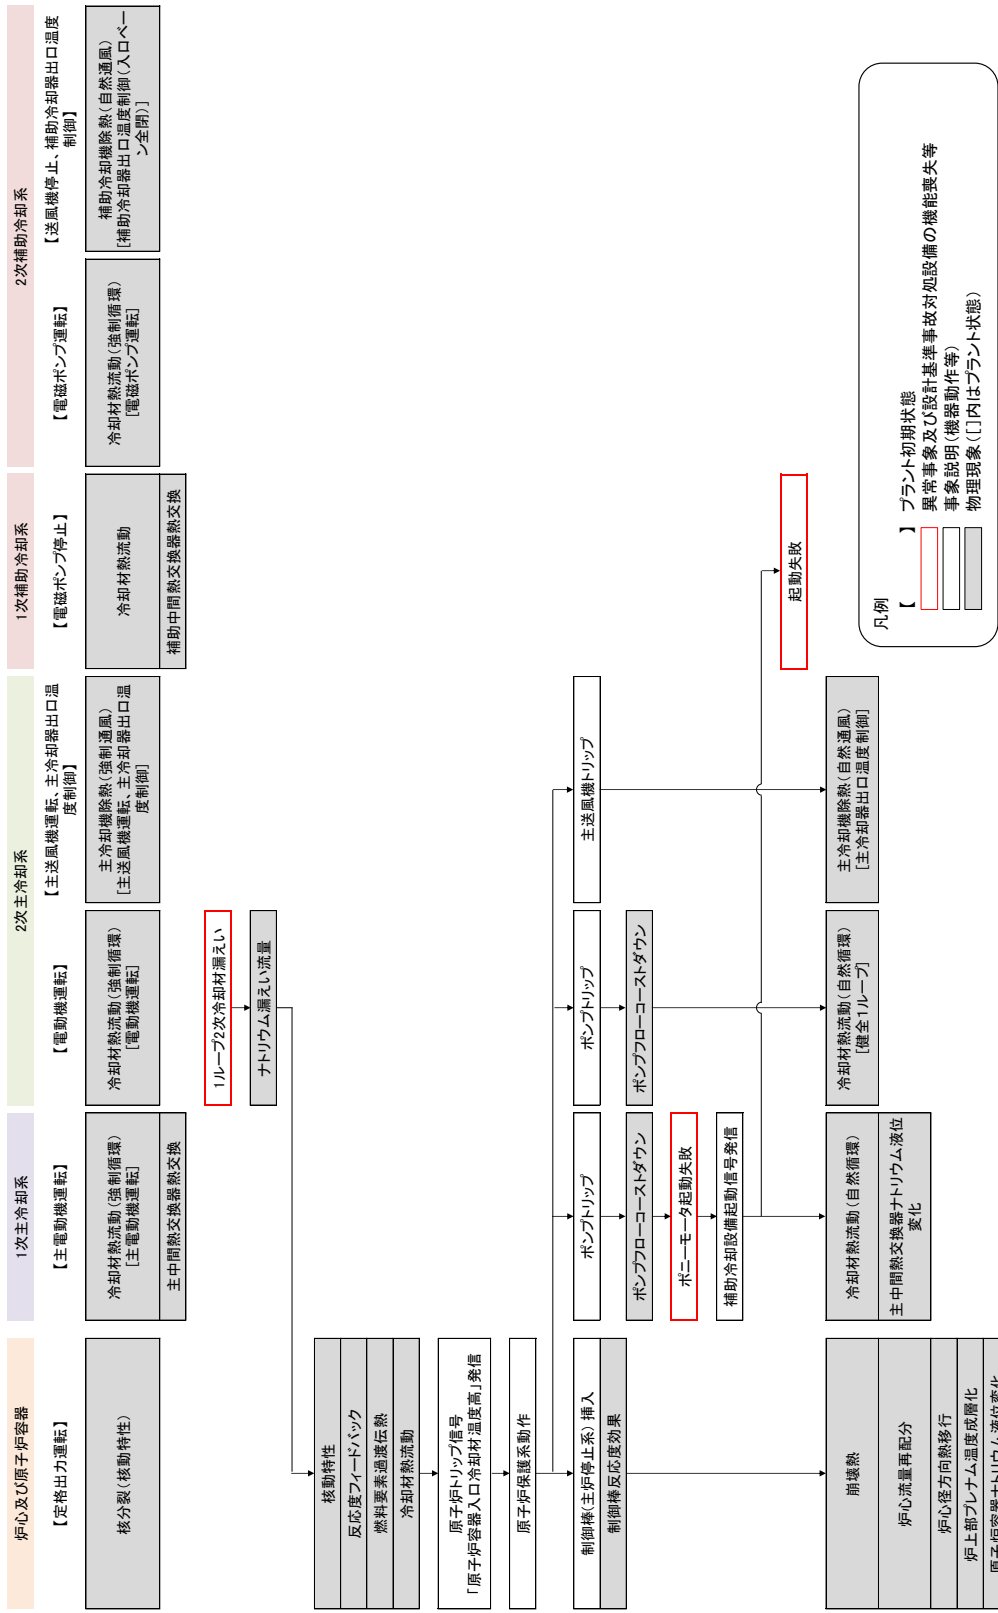 炉心及び原子炉容器
1次主冷却系
2次主冷却系
1次補助冷却系
2次補助冷却系
【定格出力運転】
【主電動機運転】
【電動機運転】
【主送風機運転、主冷却器出口温
度制御】
【電磁ポンプ停止】
【電磁ポンプ運転】
【送風機停止、補助冷却器出口温度
制御】
核分裂(核動特性)
冷却材熱流動(強制循環)
[主電動機運転]
主中間熱交換器熱交換
冷却材熱流動(強制循環)
[電動機運転]
主冷却機除熱(強制通風)
[主送風機運転、主冷却器出口温
度制御]
冷却材熱流動
補助中間熱交換器熱交換
冷却材熱流動(強制循環)
[電磁ポンプ運転]
補助冷却機除熱(自然通風)
[補助冷却器出口温度制御(入口ベー
ン全閉)]
1ループ2次冷却材漏えい
ナトリウム漏えい流量
核動特性
反応度フィードバック
燃料要素過渡伝熱
冷却材熱流動
原子炉トリップ信号
「原子炉容器入口冷却材温度高」発信
原子炉保護系動作
制御棒(主炉停止系)挿入
制御棒反応度効果
ポンプトリップ
ポンプフローコーストダウン
ポニーモータ起動失敗
補助冷却設備起動信号発信
ポンプトリップ
ポンプフローコーストダウン
主送風機トリップ
起動失敗
崩壊熱
炉心流量再配分
炉心径方向熱移行
炉上部プレナム温度成層化
原子炉容器ナトリウム液位変化
冷却材熱流動(自然循環)
主中間熱交換器ナトリウム液位
変化
冷却材熱流動(自然循環)
[健全1ループ]
主冷却機除熱(自然通風)
[主冷却器出口温度制御]
凡例
【 】 プラント初期状態
異常事象及び設計基準事故対処設備の機能喪失等
事象説明(機器動作等)
物理現象([]内はプラント状態)